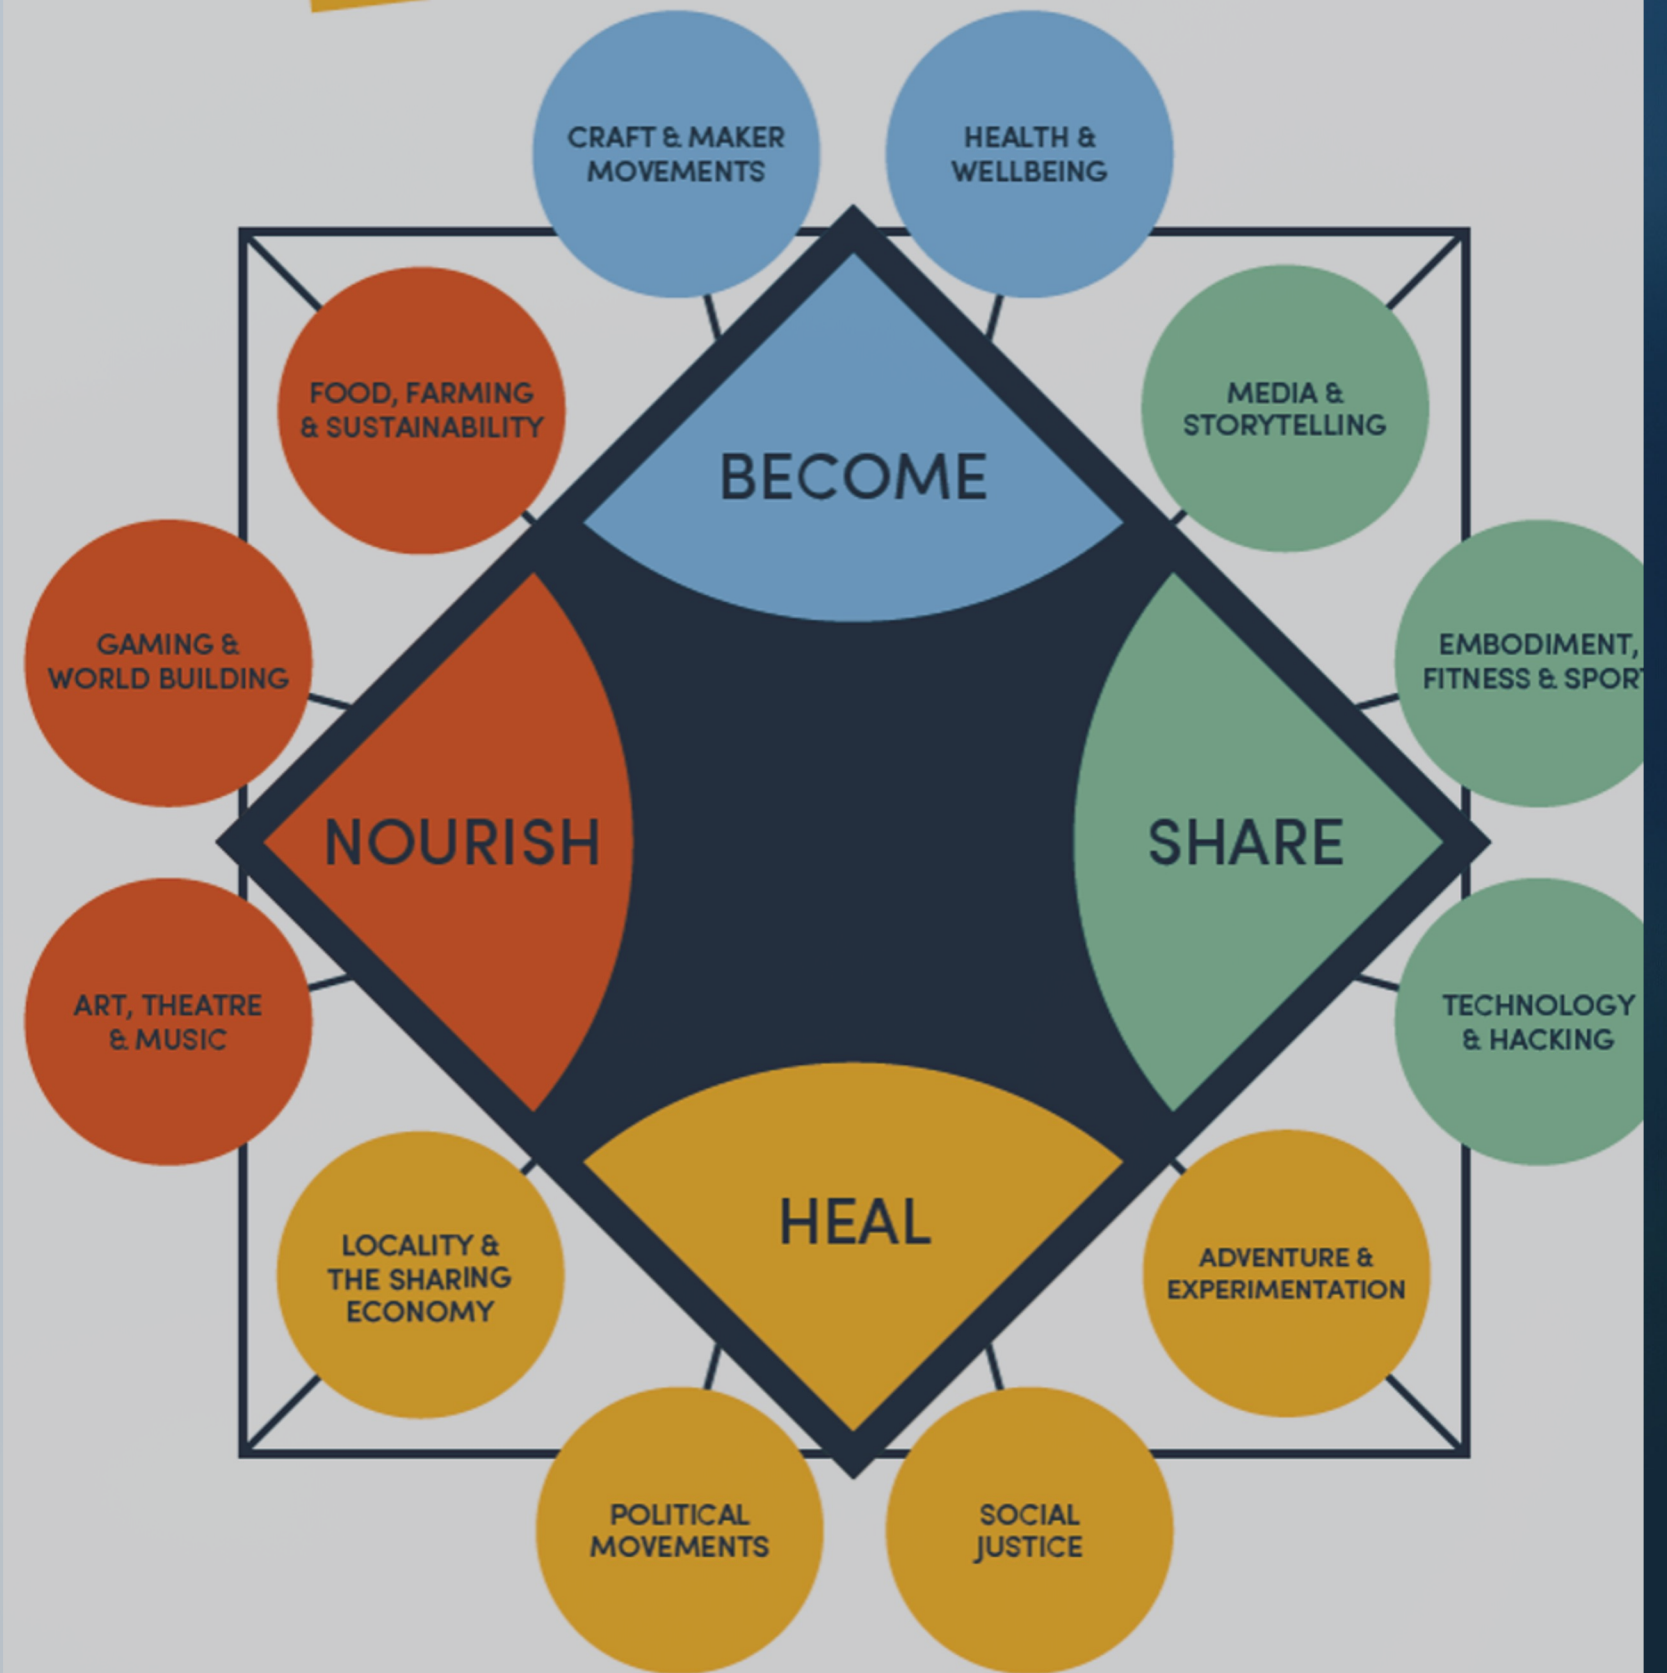 CRAFT & MAKER
MOVEMENTS
HEALTH &
WELLBEING
FOOD, FARMING
& SUSTAINABILITY
MEDIA &
STORYTELLING
BECOME
GAMING &
WORLD BUILDING
EMBODIMENT,
FITNESS & SPORT
NOURISH
SHARE
ART, THEATRE
& MUSIC
TECHNOLOGY
& HACKING
HEAL
LOCALITY &
THE SHARING
ECONOMY
ADVENTURE &
EXPERIMENTATION
POLITICAL
MOVEMENTS
SOCIAL
JUSTICE